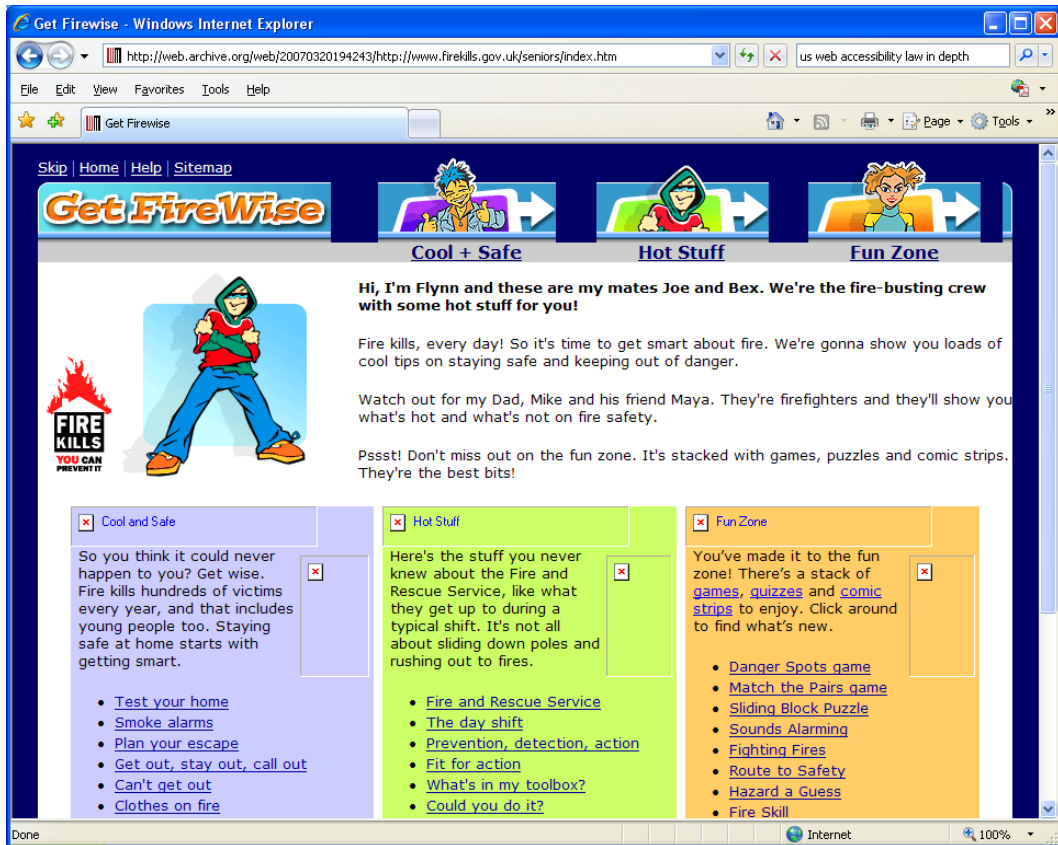 Get Firewise - Windows Internet Explorer
http://web.archive.org/web/20070320194243/http://www.firekills.gov.uk/seniors/index.htm
us web accessibility law in depth
File Edit View Favorites Tools Help
Get Firewise
Page Tools »
Skip | Home | Help | Sitemap
Get FireWise
Cool + Safe Hot Stuff Fun Zone
Hi, I'm Flynn and these are my mates Joe and Bex. We're the fire-busting crew
with some hot stuff for you!
Fire kills, every day! So it's time to get smart about fire. We're gonna show you loads of
cool tips on staying safe and keeping out of danger.
Watch out for my Dad, Mike and his friend Maya. They're firefighters and they'll show you
what's hot and what's not on fire safety.
Pssst! Don't miss out on the fun zone. It's stacked with games, puzzles and comic strips.
They're the best bits!
FIRE
KILLS
YOU CAN
PREVENT IT
Cool and Safe
So you think it could never
happen to you? Get wise.
Fire kills hundreds of victims
every year, and that includes
young people too. Staying
safe at home starts with
getting smart.
• Test your home
• Smoke alarms
• Plan your escape
• Get out, stay out, call out
• Can't get out
• Clothes on fire
Hot Stuff
Here's the stuff you never
knew about the Fire and
Rescue Service, like what
they get up to during a
typical shift. It's not all
about sliding down poles and
rushing out to fires.
• Fire and Rescue Service
• The day shift
• Prevention, detection, action
• Fit for action
• What's in my toolbox?
• Could you do it?
Fun Zone
You've made it to the fun
zone! There's a stack of
games, quizzes and comic
strips to enjoy. Click around
to find what's new.
• Danger Spots game
• Match the Pairs game
• Sliding Block Puzzle
• Sounds Alarming
• Fighting Fires
• Route to Safety
• Hazard a Guess
• Fire Skill
Done
Internet
100%